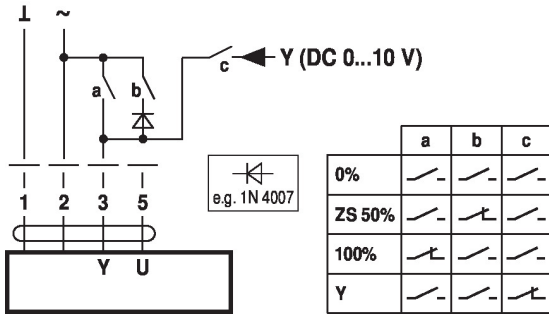 ⊥ ~
a b c Y (DC 0...10 V)
1 2 3 5
Y U
e.g. 1N 4007
a b c
0%
ZS 50%
100%
Y